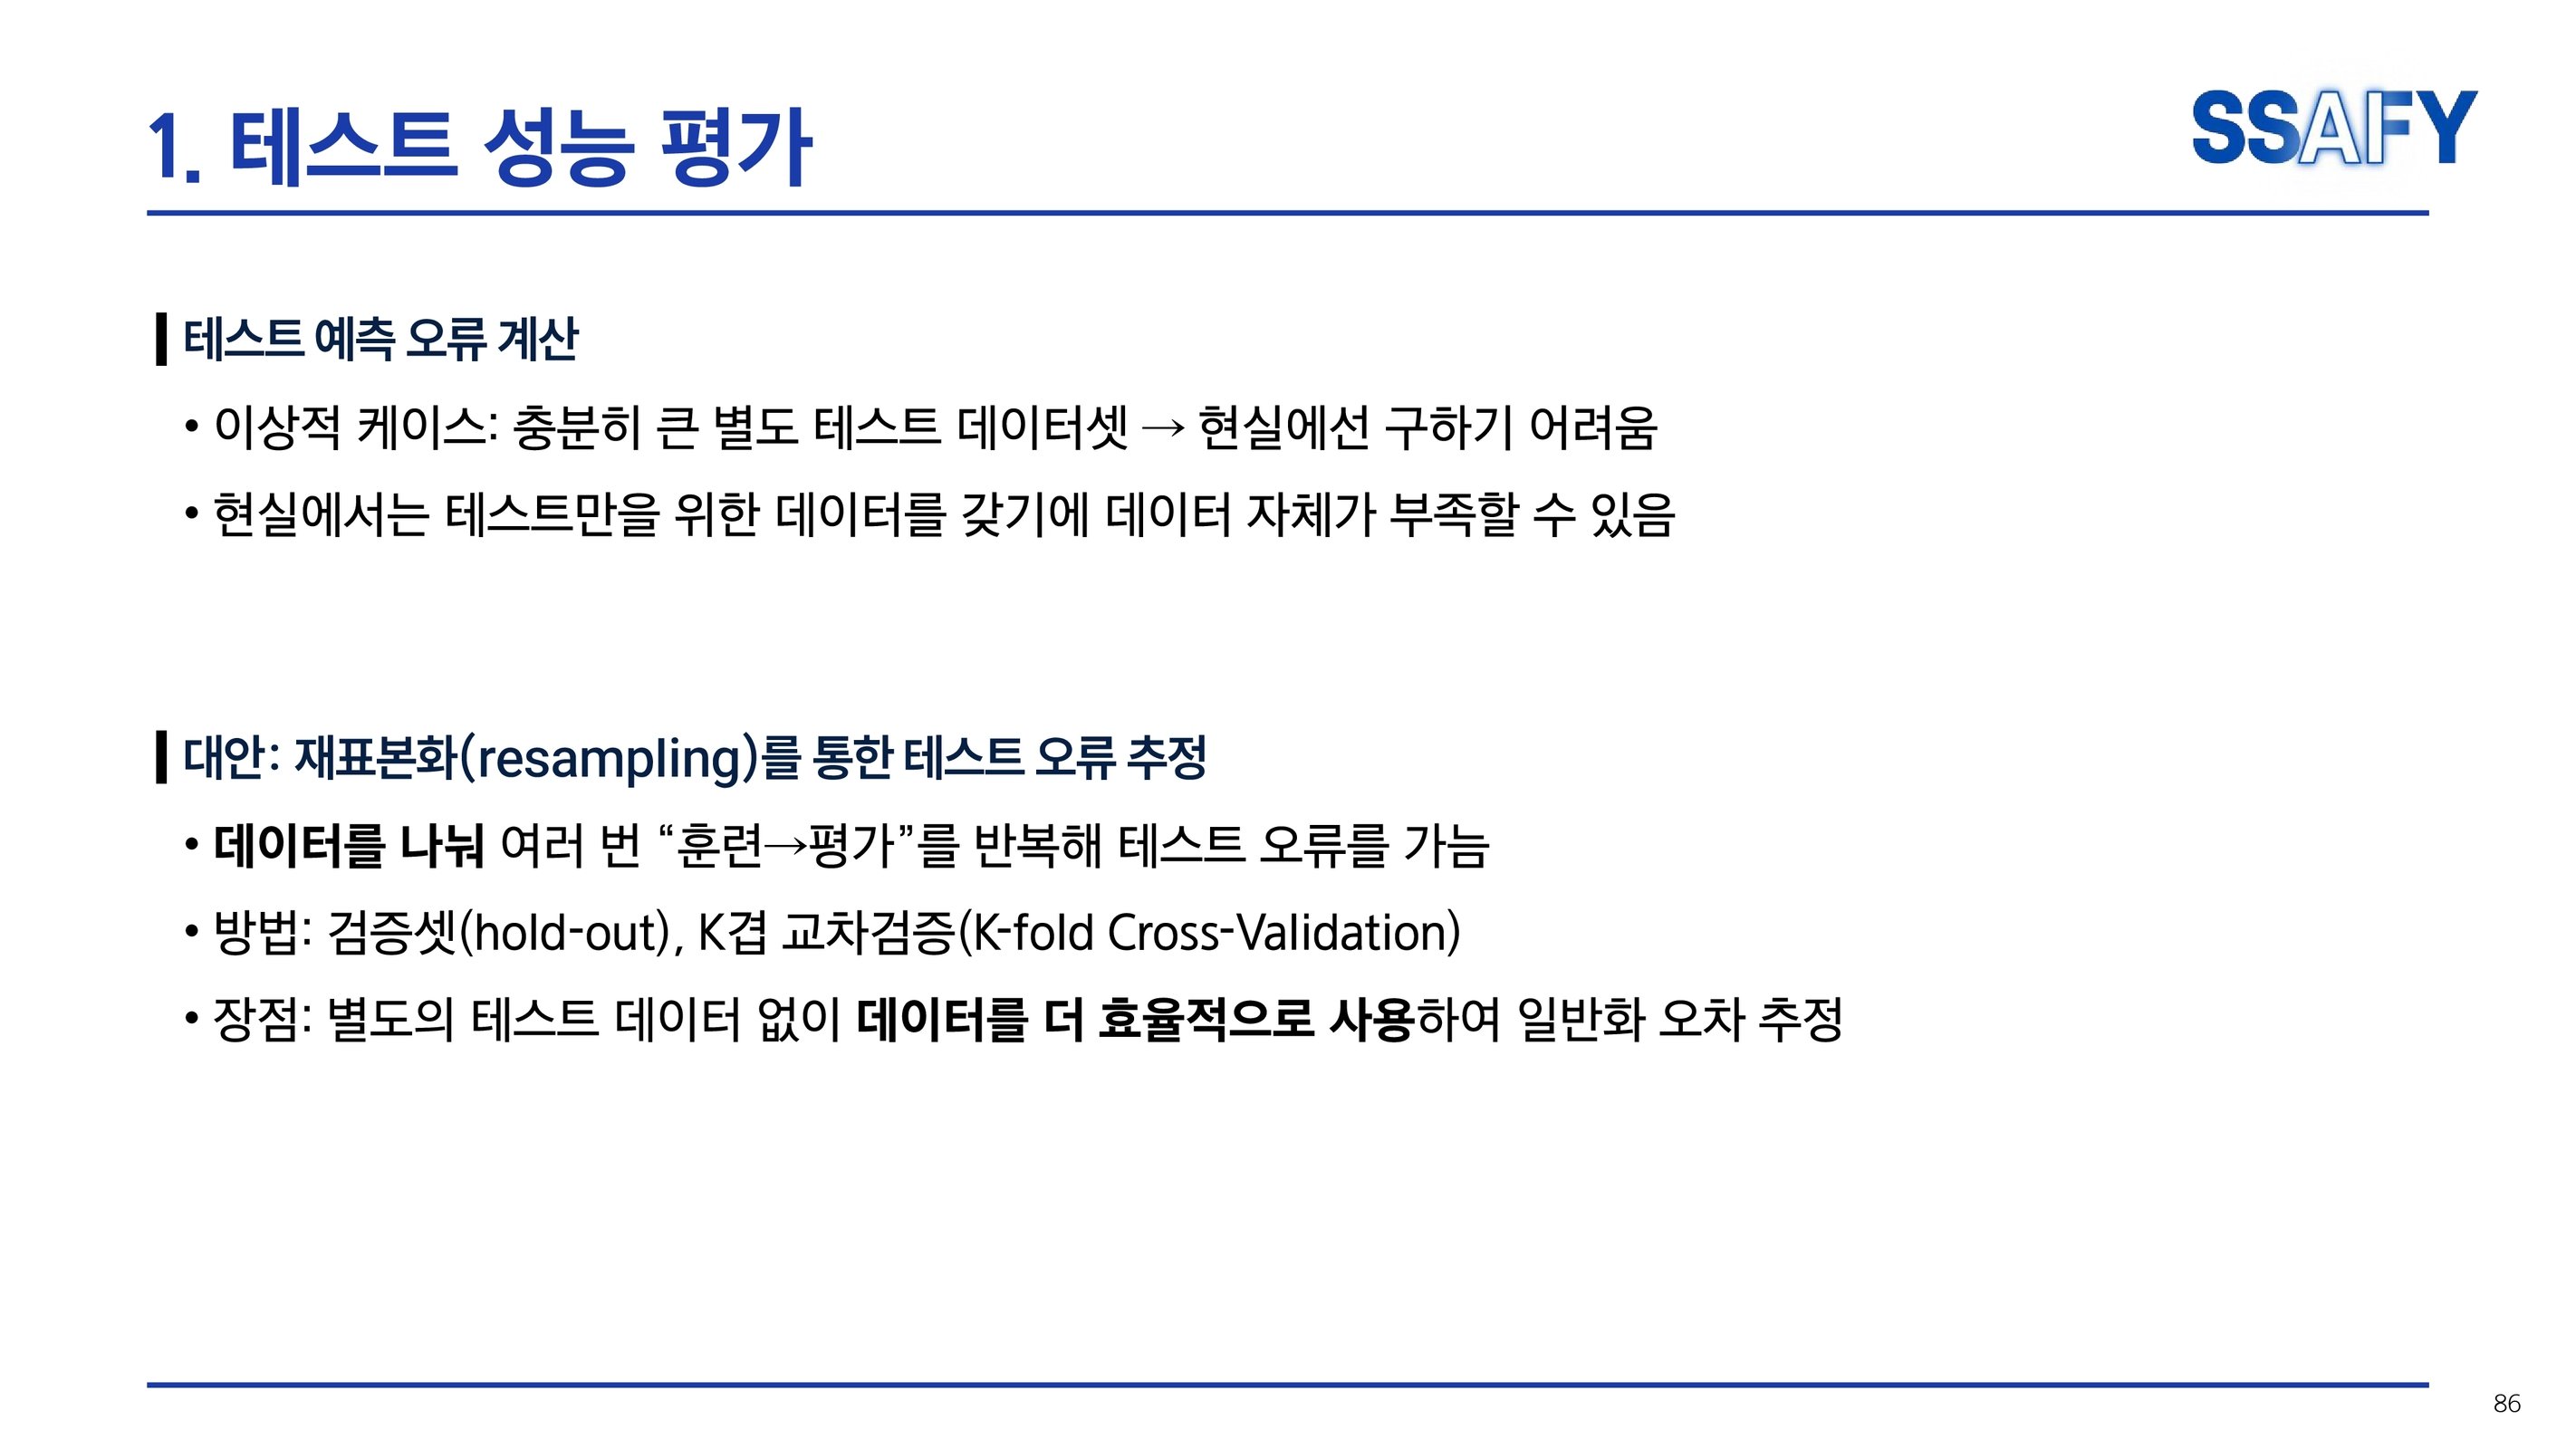 1. 테스트 성능 평가
SSAFY
테스트 예측 오류 계산
• 이상적 케이스: 충분히 큰 별도 테스트 데이터셋 → 현실에선 구하기 어려움
• 현실에서는 테스트만을 위한 데이터를 갖기에 데이터 자체가 부족할 수 있음
대안: 재표본화(resampling)를 통한 테스트 오류 추정
• 데이터를 나눠 여러 번 “훈련→평가”를 반복해 테스트 오류를 가늠
• 방법: 검증셋(hold-out), K겹 교차검증(K-fold Cross-Validation)
• 장점: 별도의 테스트 데이터 없이 데이터를 더 효율적으로 사용하여 일반화 오차 추정
86